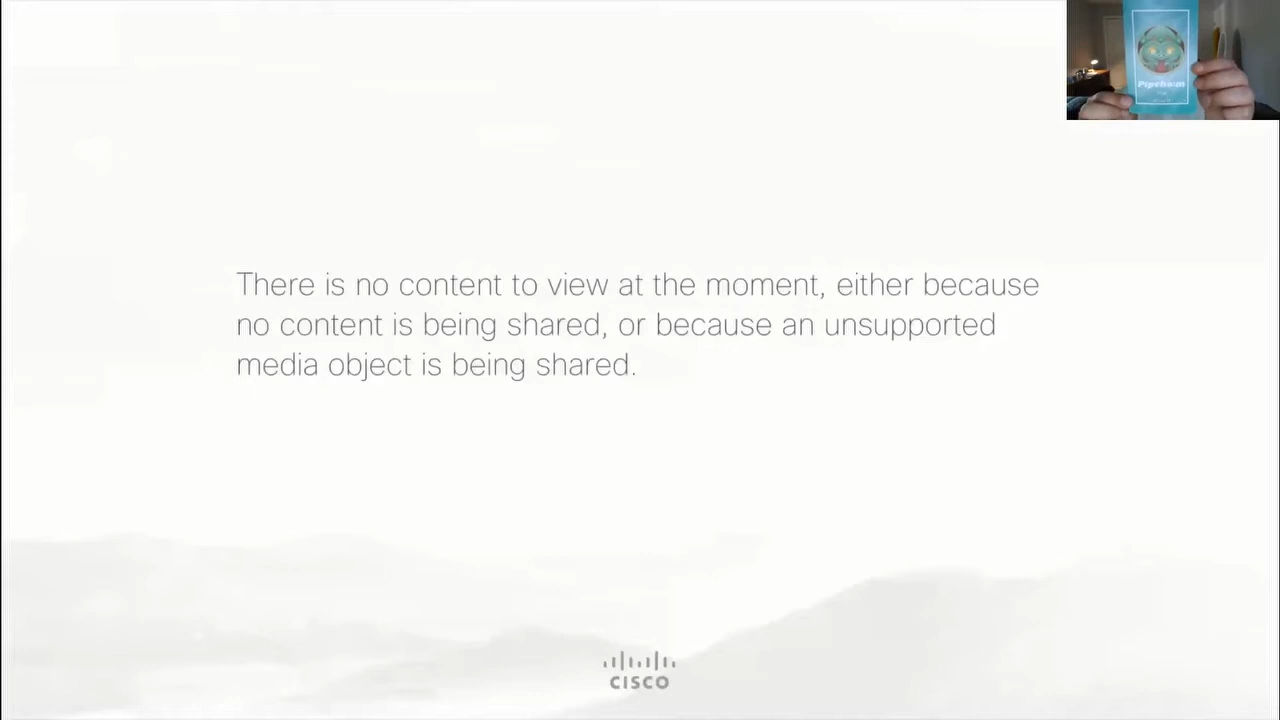 There is no content to view at the moment, either because
no content is being shared, or because an unsupported
media object is being shared.
CISCO